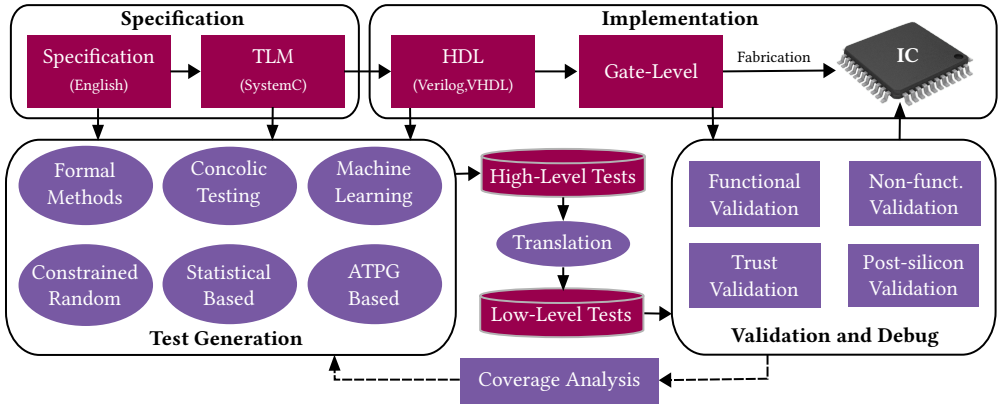 Specification
Implementation
Specification
(English)
TLM
(SystemC)
HDL
(Verilog,VHDL)
Gate-Level
Fabrication
IC
Formal
Methods
Concolic
Testing
Machine
Learning
Constrained
Random
Statistical
Based
ATPG
Based
Test Generation
High-Level Tests
Translation
Low-Level Tests
Functional
Validation
Non-funct.
Validation
Trust
Validation
Post-silicon
Validation
Validation and Debug
Coverage Analysis